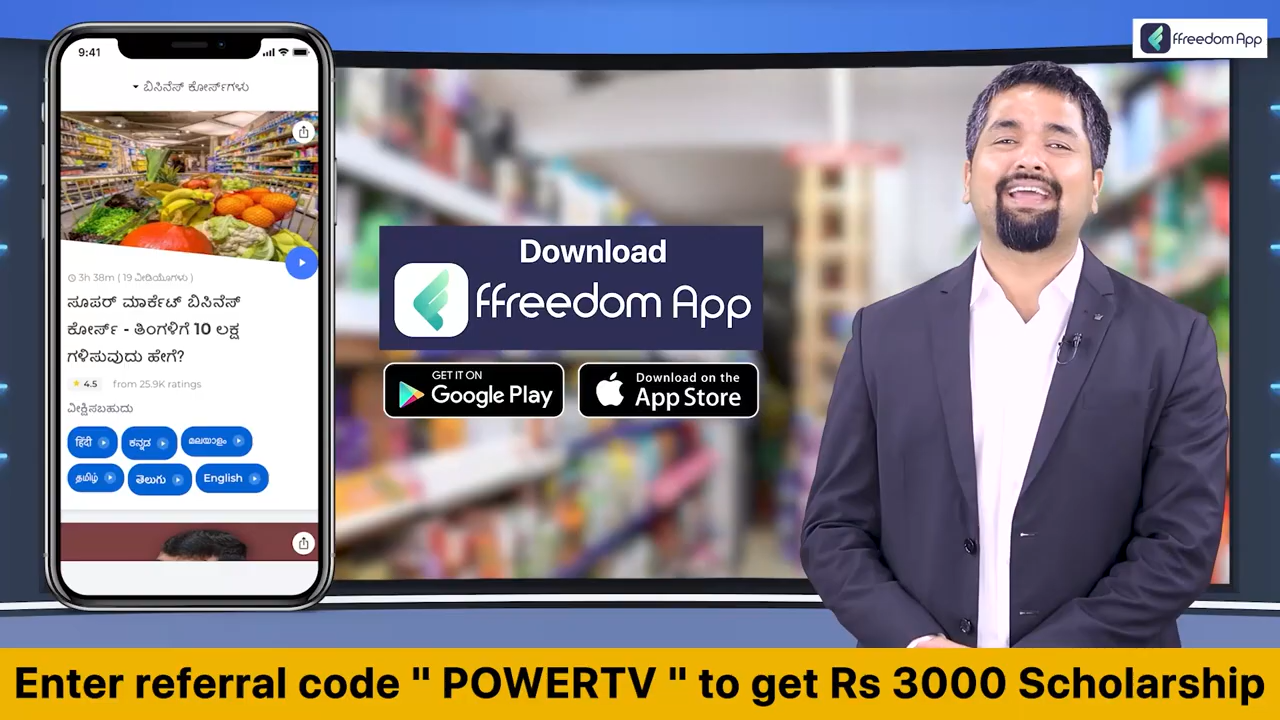 9:41
ಬಿಸಿನೆಸ್ ಕೋರ್ಸ್‌ಗಳು
3h 38m ( 19 ವೀಡಿಯೊಗಳು )
ಸೂಪರ್ ಮಾರ್ಕೆಟ್ ಬಿಸಿನೆಸ್
ಕೋರ್ಸ್ - ತಿಂಗಳಿಗೆ 10 ಲಕ್ಷ
ಗಳಿಸುವುದು ಹೇಗೆ?
4.5 from 25.9K ratings
ವೀಕ್ಷಿಸಬಹುದು
हिंदी ಕನ್ನಡ മലയാളം
தமிழ் తెలుగు English
Download
ffreedom App
GET IT ON
Google Play
Download on the
App Store
ffreedom App
Enter referral code " POWERTV " to get Rs 3000 Scholarship